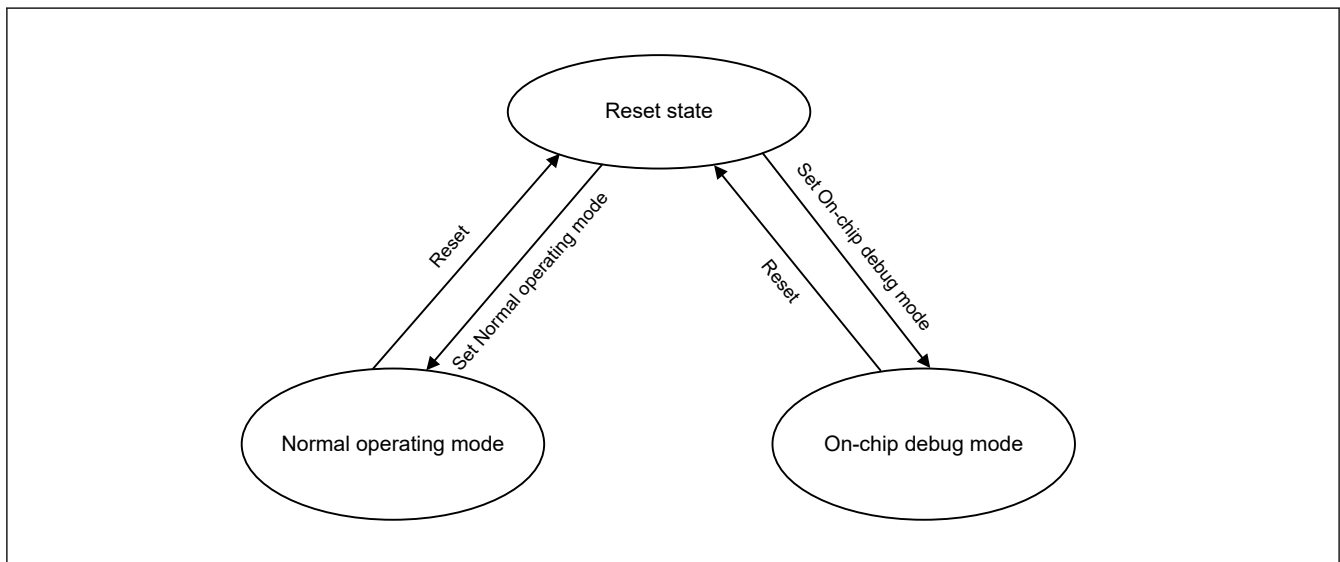 Reset state
Reset
Set Normal operating mode
Reset
Set On-chip debug mode
Normal operating mode
On-chip debug mode